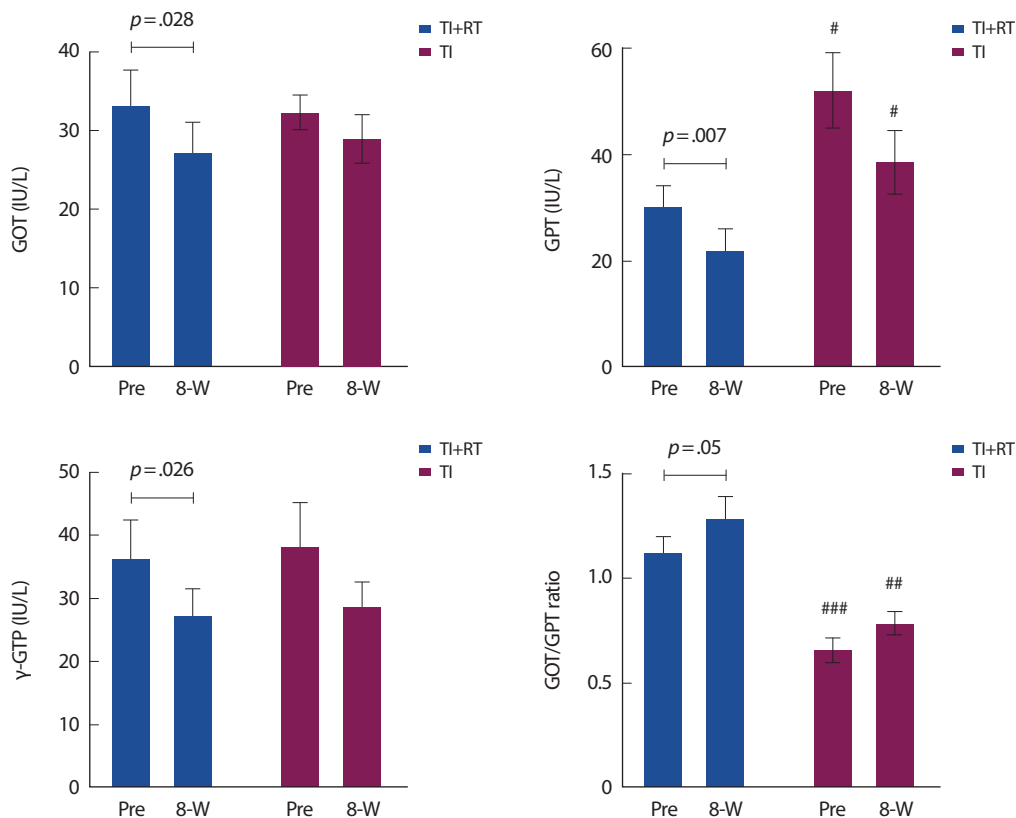 p=.028
TI+RT
TI
40
30
20
10
0
GOT (IU/L)
Pre
8-W
Pre
8-W
#
#
p=.007
TI+RT
TI
60
40
20
0
GPT (IU/L)
Pre
8-W
Pre
8-W
p=.026
TI+RT
TI
50
40
30
20
10
0
γ-GTP (IU/L)
Pre
8-W
Pre
8-W
p=.05
TI+RT
TI
1.5
1.0
0.5
0
GOT/GPT ratio
###
##
Pre
8-W
Pre
8-W